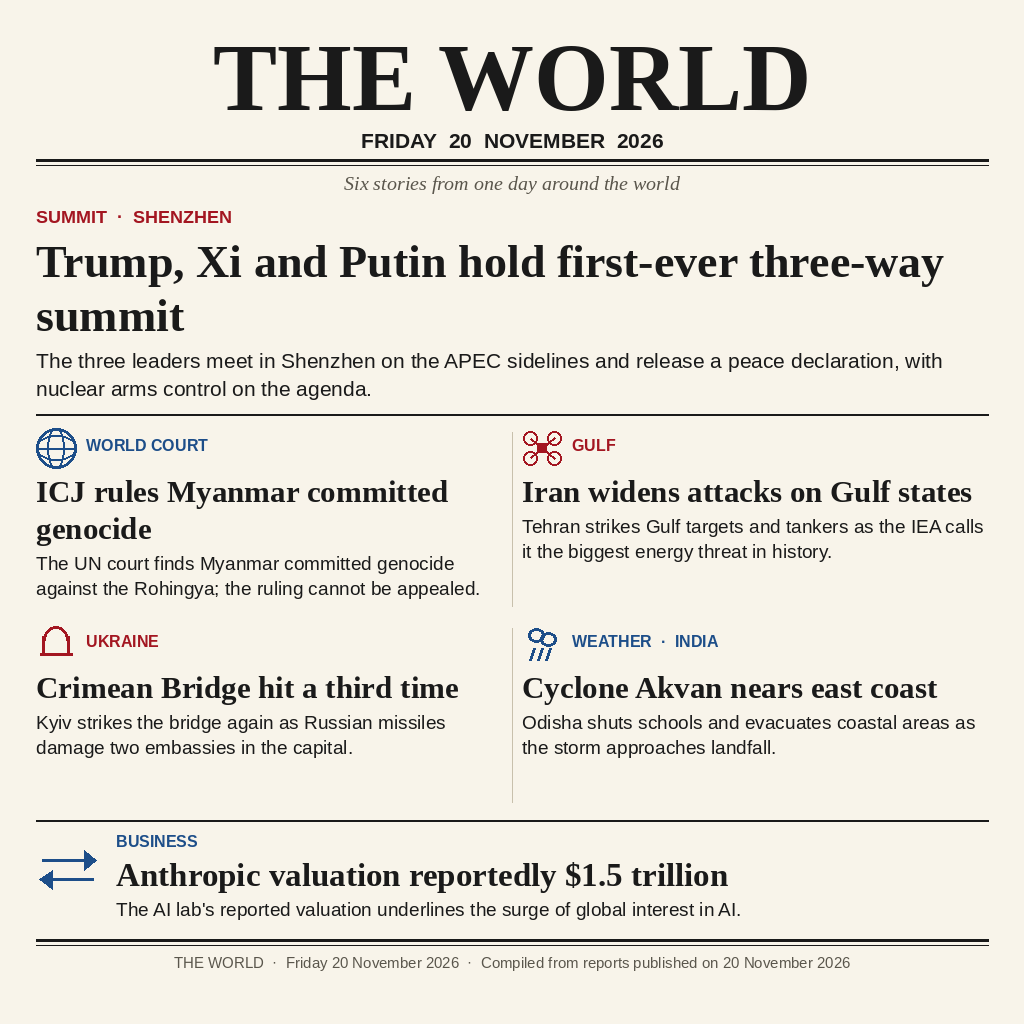 THE WORLD
FRIDAY 20 NOVEMBER 2026
Six stories from one day around the world
SUMMIT · SHENZHEN
Trump, Xi and Putin hold first-ever three-way
summit
The three leaders meet in Shenzhen on the APEC sidelines and release a peace declaration, with
nuclear arms control on the agenda.
WORLD COURT
ICJ rules Myanmar committed
genocide
The UN court finds Myanmar committed genocide
against the Rohingya; the ruling cannot be appealed.
GULF
Iran widens attacks on Gulf states
Tehran strikes Gulf targets and tankers as the IEA calls
it the biggest energy threat in history.
UKRAINE
Crimean Bridge hit a third time
Kyiv strikes the bridge again as Russian missiles
damage two embassies in the capital.
WEATHER · INDIA
Cyclone Akvan nears east coast
Odisha shuts schools and evacuates coastal areas as
the storm approaches landfall.
BUSINESS
Anthropic valuation reportedly $1.5 trillion
The AI lab's reported valuation underlines the surge of global interest in AI.
THE WORLD · Friday 20 November 2026 · Compiled from reports published on 20 November 2026